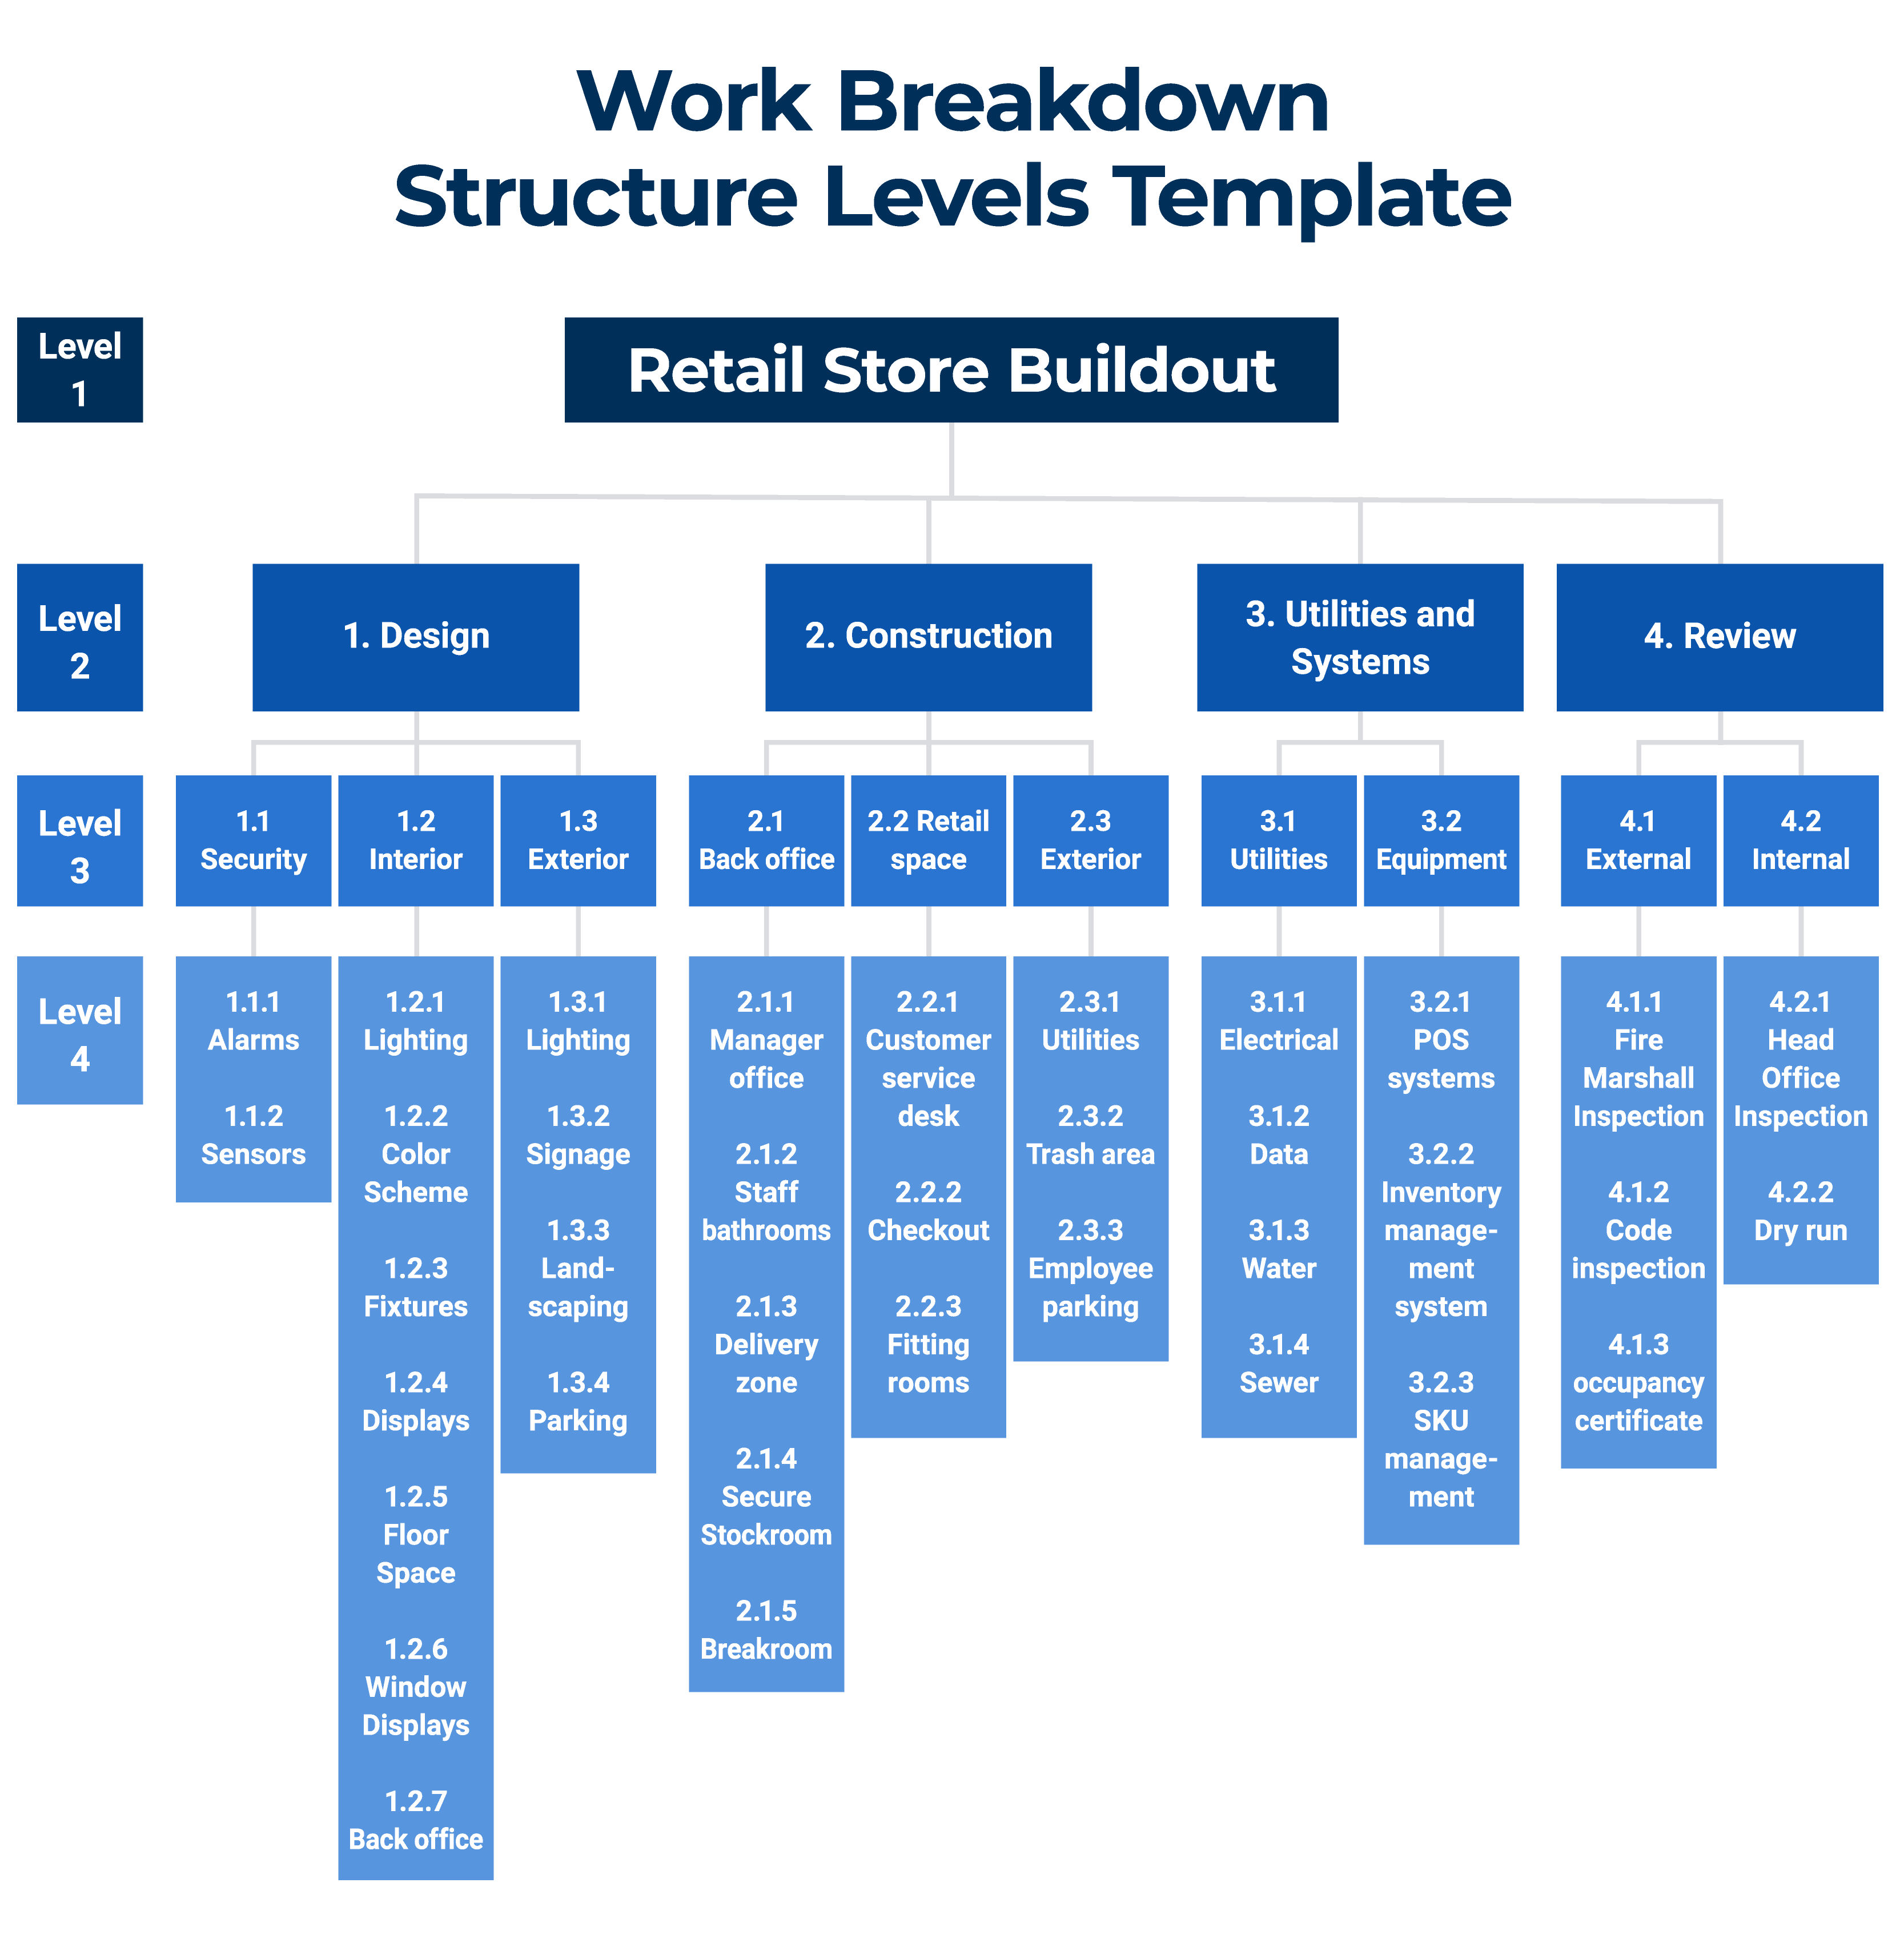 Work Breakdown
Structure Levels Template
Level
1
Retail Store Buildout
Level
2
1. Design
2. Construction
3. Utilities and
Systems
4. Review
Level
3
1.1
Security
1.2
Interior
1.3
Exterior
2.1
Back office
2.2 Retail
space
2.3
Exterior
3.1
Utilities
3.2
Equipment
4.1
External
4.2
Internal
Level
4
1.1.1
Alarms
1.1.2
Sensors
1.2.1
Lighting
1.2.2
Color
Scheme
1.2.3
Fixtures
1.2.4
Displays
1.2.5
Floor
Space
1.2.6
Window
Displays
1.2.7
Back office
1.3.1
Lighting
1.3.2
Signage
1.3.3
Land-
scaping
1.3.4
Parking
2.1.1
Manager
office
2.1.2
Staff
bathrooms
2.1.3
Delivery
zone
2.1.4
Secure
Stockroom
2.1.5
Breakroom
2.2.1
Customer
service
desk
2.2.2
Checkout
2.2.3
Fitting
rooms
2.3.1
Utilities
2.3.2
Trash area
2.3.3
Employee
parking
3.1.1
Electrical
3.1.2
Data
3.1.3
Water
3.1.4
Sewer
3.2.1
POS
systems
3.2.2
Inventory
manage-
ment
system
3.2.3
SKU
manage-
ment
4.1.1
Fire
Marshall
Inspection
4.1.2
Code
inspection
4.1.3
occupancy
certificate
4.2.1
Head
Office
Inspection
4.2.2
Dry run